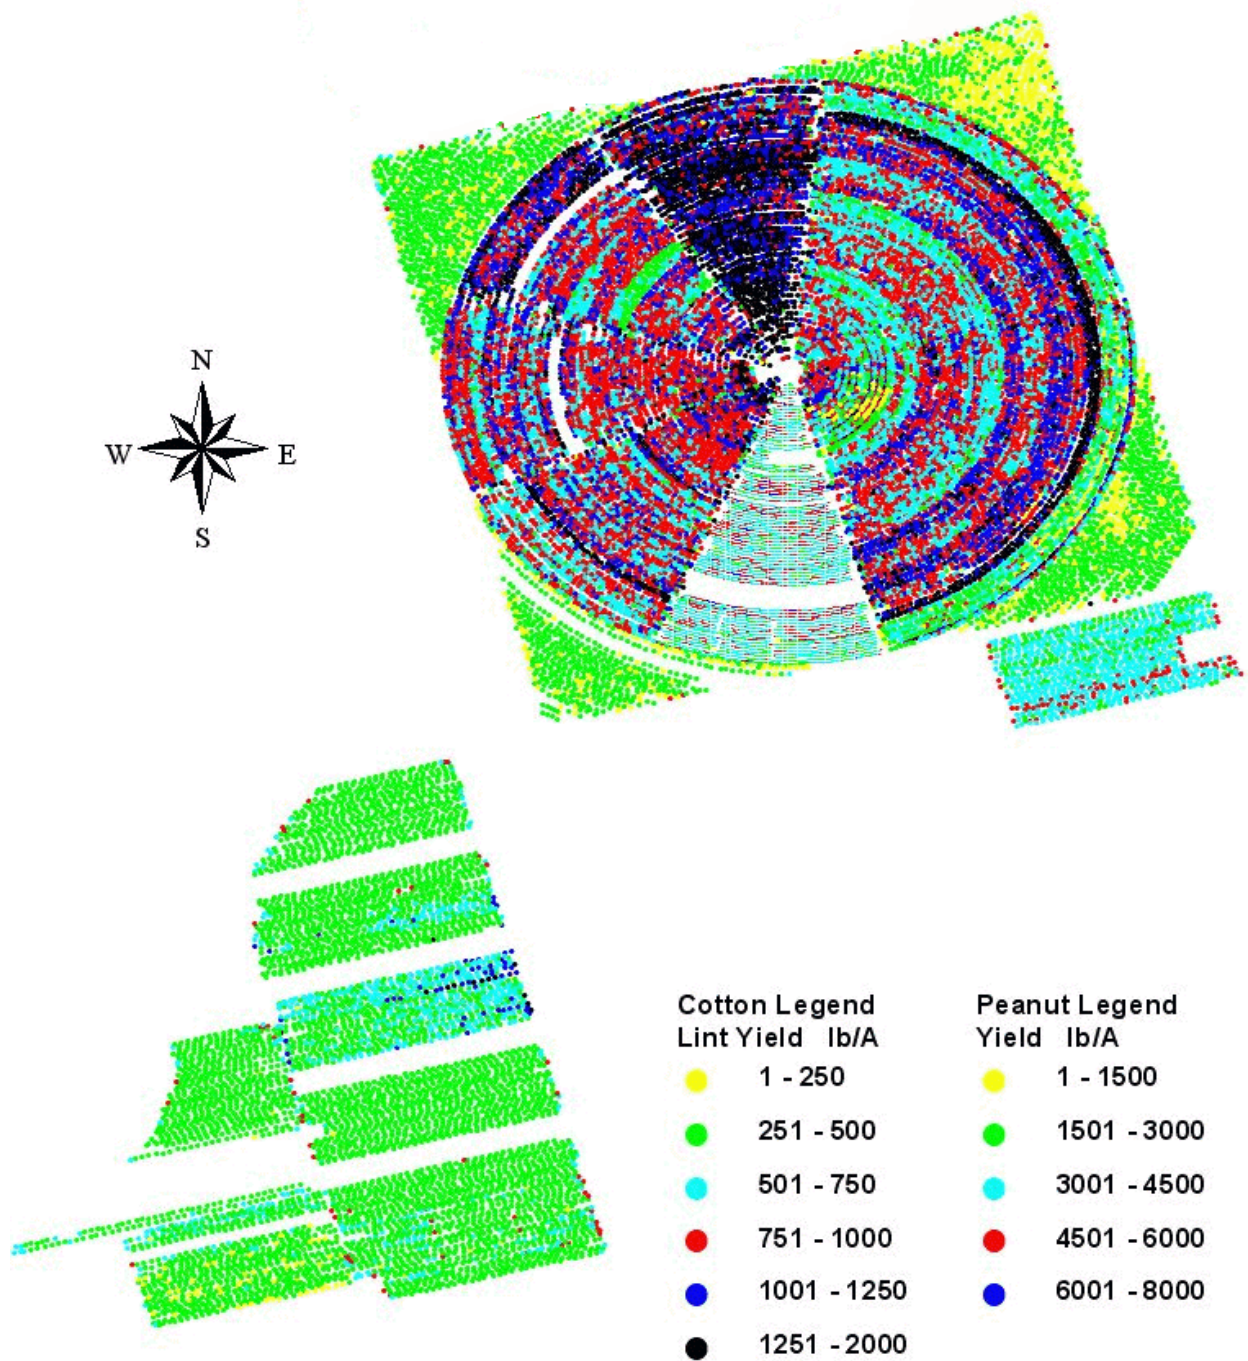 N
W E
S
Cotton Legend
Lint Yield lb/A
1 - 250
251 - 500
501 - 750
751 - 1000
1001 - 1250
1251 - 2000
Peanut Legend
Yield lb/A
1 - 1500
1501 - 3000
3001 - 4500
4501 - 6000
6001 - 8000